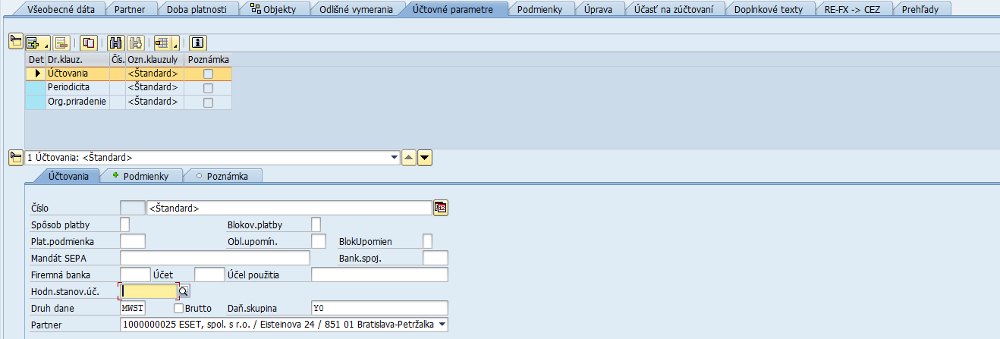 Všeobecné dáta Partner Doba platnosti Objekty Odlišné vymerania Účtovné parametre Podmienky Úprava Účasť na zúčtovaní Doplnkové texty RE-FX -> CEZ Prehľady
Det Dr.klauz. Čís. Ozn.klauzuly Poznámka
Účtovania <Štandard>
Periodicita <Štandard>
Org.priradenie <Štandard>
1 Účtovania: <Štandard>
Účtovania Podmienky Poznámka
Číslo <Štandard>
Spôsob platby Blokov.platby
Plat.podmienka Obl.upomín. BlokUpomien
Mandát SEPA Bank.spoj.
Firemná banka Účet Účel použitia
Hodn.stanov.úč.
Druh dane MWST Brutto Daň.skupina Y0
Partner 1000000025 ESET, spol. s r.o. / Eisteinova 24 / 851 01 Bratislava-Petržalka